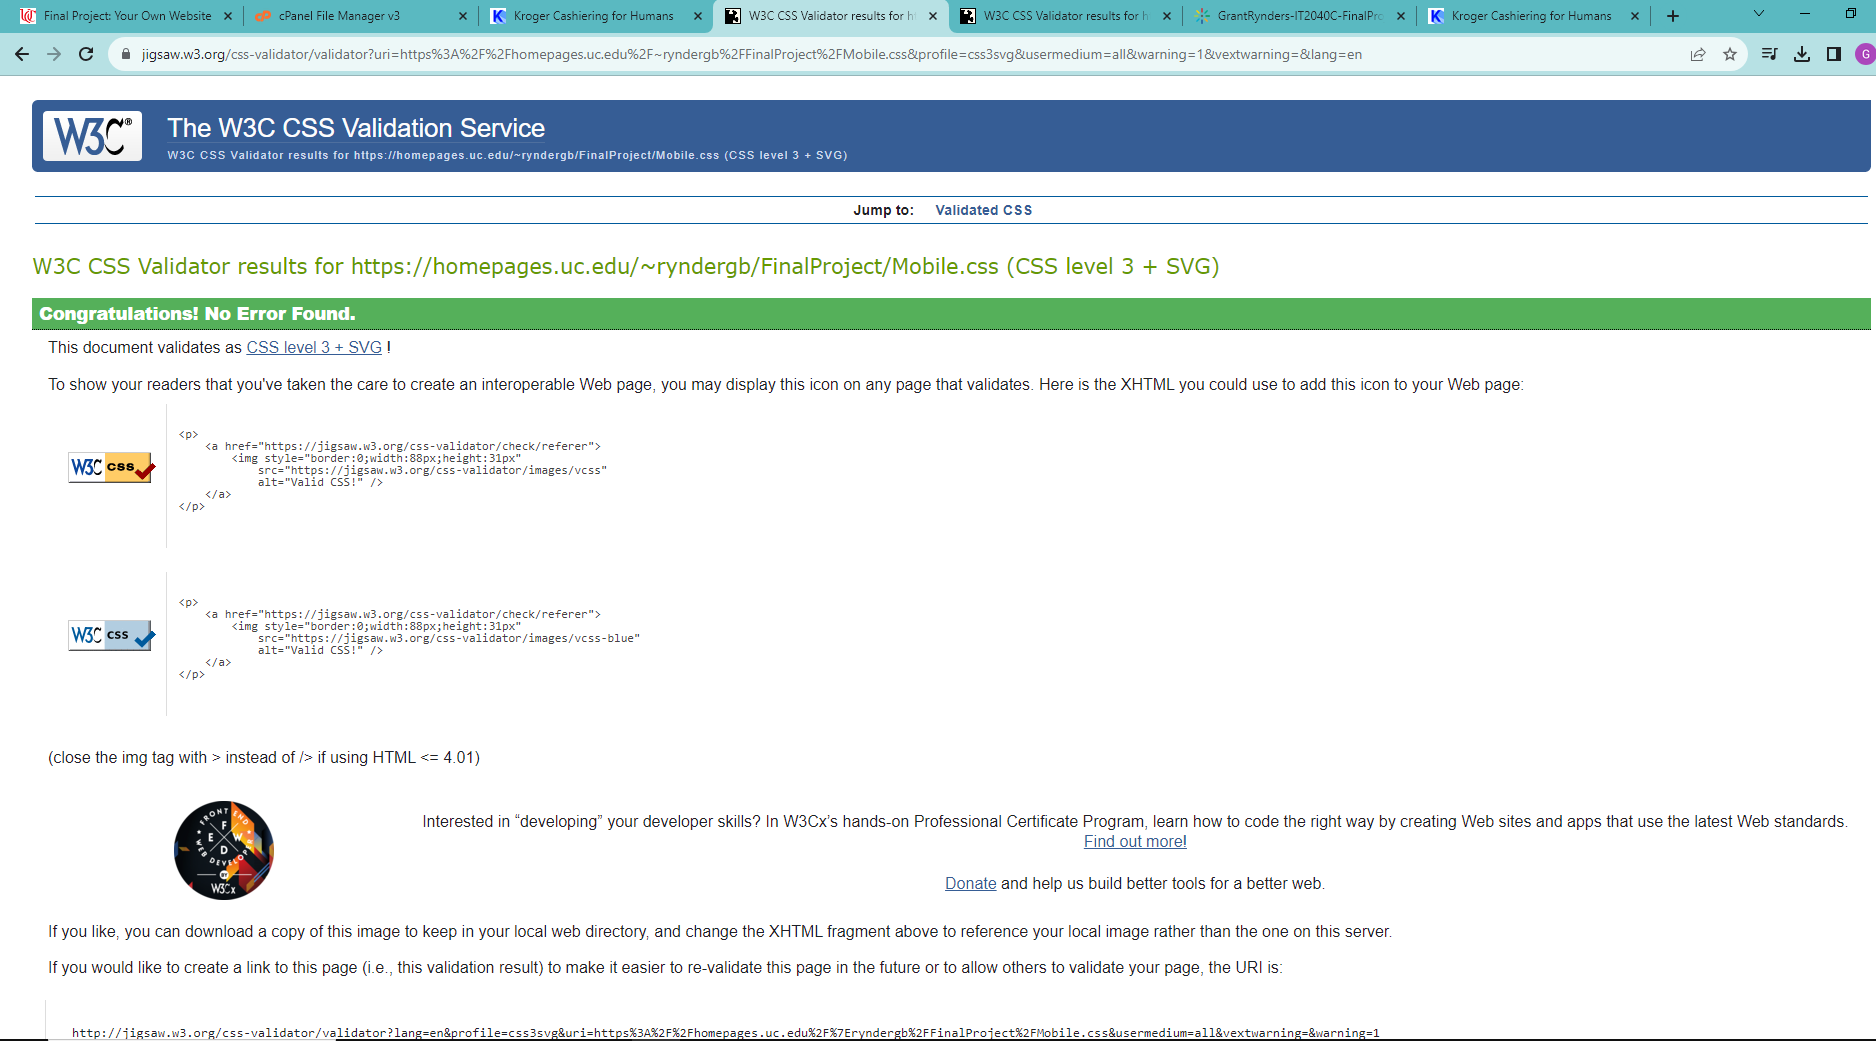 Final Project: Your Own Website
cPanel File Manager v3
Kroger Cashiering for Humans
W3C CSS Validator results for h
W3C CSS Validator results for h
GrantRynders-IT2040C-FinalPro
Kroger Cashiering for Humans
jigsaw.w3.org/css-validator/validator?uri=https%3A%2F%2Fhomepages.uc.edu%2F~ryndergb%2FFinalProject%2FMobile.css&profile=css3svg&usermedium=all&warning=1&vextwarning=&lang=en
G
W3C®
The W3C CSS Validation Service
W3C CSS Validator results for https://homepages.uc.edu/~ryndergb/FinalProject/Mobile.css (CSS level 3 + SVG)
Jump to: Validated CSS
W3C CSS Validator results for https://homepages.uc.edu/~ryndergb/FinalProject/Mobile.css (CSS level 3 + SVG)
Congratulations! No Error Found.
This document validates as CSS level 3 + SVG !
To show your readers that you've taken the care to create an interoperable Web page, you may display this icon on any page that validates. Here is the XHTML you could use to add this icon to your Web page:
W3C css
<p>
<a href="https://jigsaw.w3.org/css-validator/check/referer">
<img style="border:0;width:88px;height:31px"
src="https://jigsaw.w3.org/css-validator/images/vcss"
alt="Valid CSS!" />
</a>
</p>
W3C css
<p>
<a href="https://jigsaw.w3.org/css-validator/check/referer">
<img style="border:0;width:88px;height:31px"
src="https://jigsaw.w3.org/css-validator/images/vcss-blue"
alt="Valid CSS!" />
</a>
</p>
(close the img tag with > instead of /> if using HTML <= 4.01)
FRONT END
F
E W
D
WEB DEVELOPER
BY
W3Cx
Interested in “developing” your developer skills? In W3Cx’s hands-on Professional Certificate Program, learn how to code the right way by creating Web sites and apps that use the latest Web standards.
Find out more!
Donate and help us build better tools for a better web.
If you like, you can download a copy of this image to keep in your local web directory, and change the XHTML fragment above to reference your local image rather than the one on this server.
If you would like to create a link to this page (i.e., this validation result) to make it easier to re-validate this page in the future or to allow others to validate your page, the URI is:
http://jigsaw.w3.org/css-validator/validator?lang=en&profile=css3svg&uri=https%3A%2F%2Fhomepages.uc.edu%2F%7Eryndergb%2FFinalProject%2FMobile.css&usermedium=all&vextwarning=&warning=1